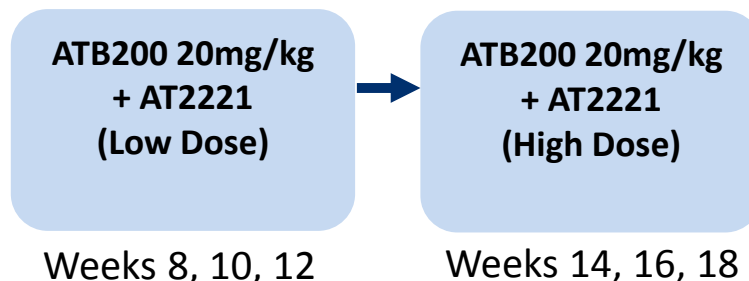 ATB200 20mg/kg
+ AT2221
(Low Dose)
Weeks 8, 10, 12
ATB200 20mg/kg
+ AT2221
(High Dose)
Weeks 14, 16, 18